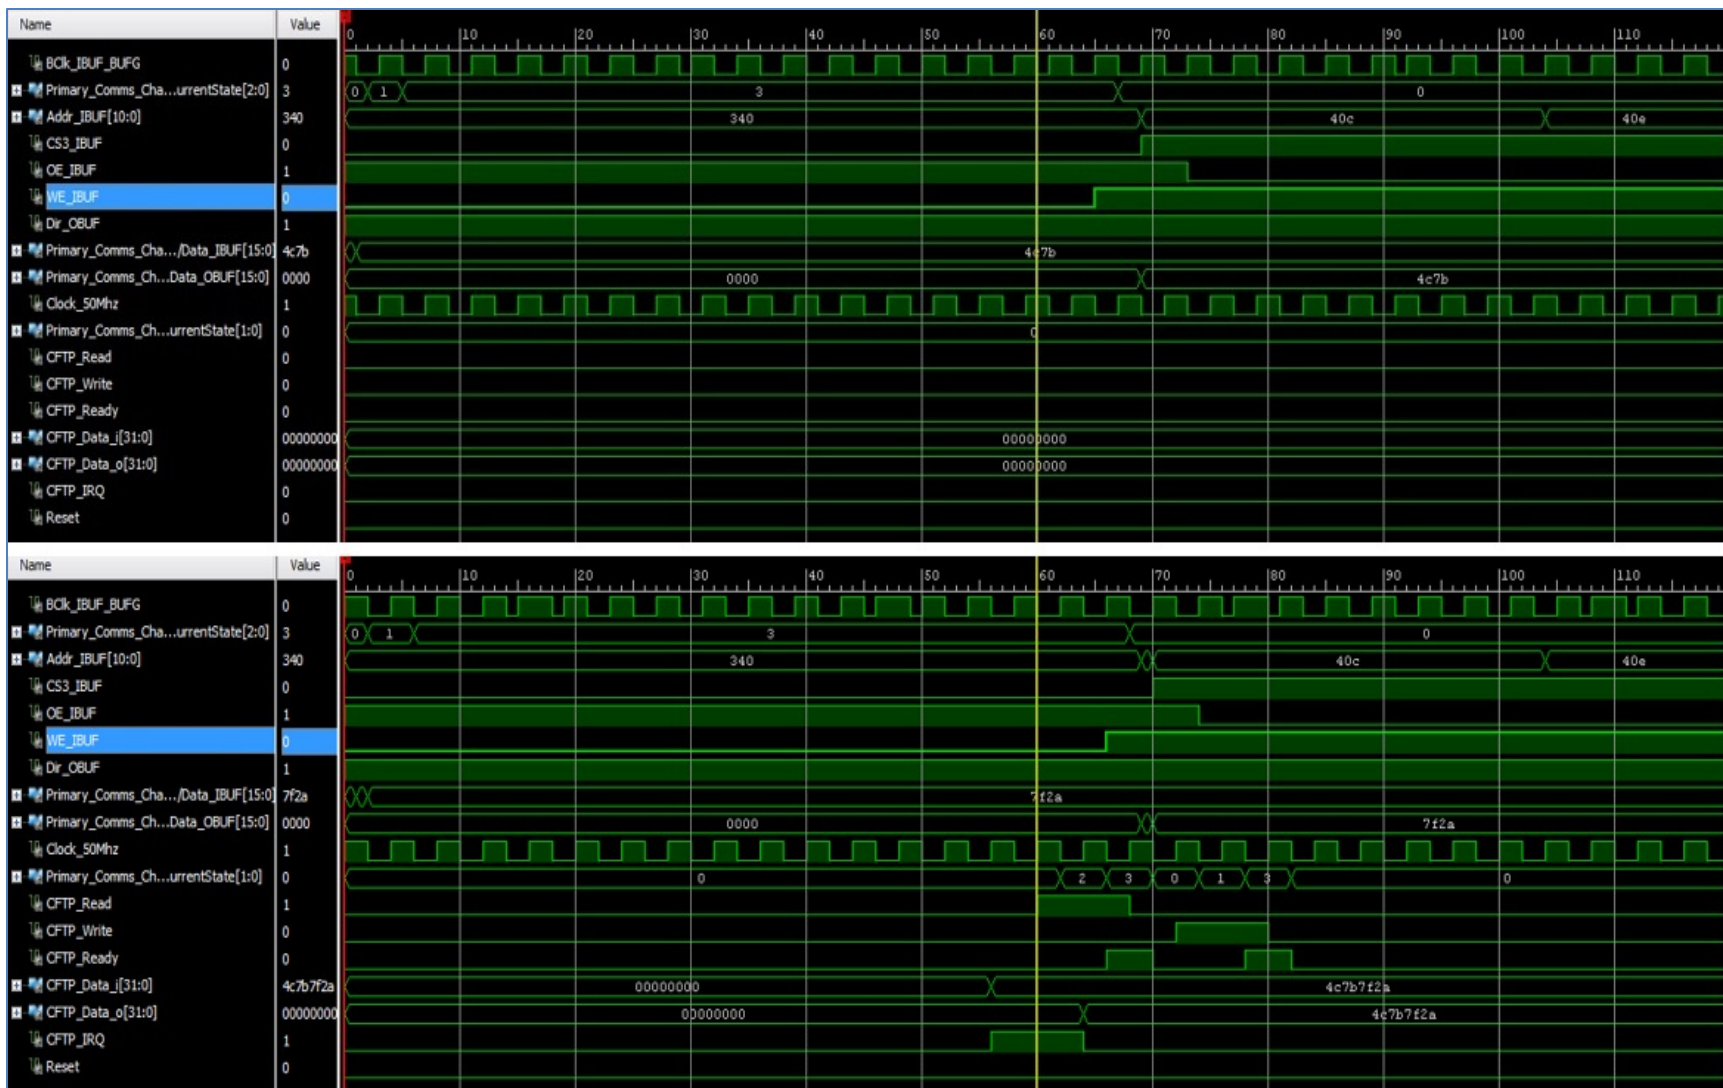 Name Value 0 10 20 30 40 50 60 70 80 90 100 110
BClk_IBUF_BUFG 0
Primary_Comms_Cha...urrentState[2:0] 3 0 1 3 0
Addr_IBUF[10:0] 340 340 40c 40e
CS3_IBUF 0
OE_IBUF 1
WE_IBUF 0
Dir_OBUF 1
Primary_Comms_Cha.../Data_IBUF[15:0] 4c7b 4c7b
Primary_Comms_Ch...Data_OBUF[15:0] 0000 0000 4c7b
Clock_50Mhz 1
Primary_Comms_Ch...urrentState[1:0] 0 0
CFTP_Read 0
CFTP_Write 0
CFTP_Ready 0
CFTP_Data_i[31:0] 00000000 00000000
CFTP_Data_o[31:0] 00000000 00000000
CFTP_IRQ 0
Reset 0
Name Value 0 10 20 30 40 50 60 70 80 90 100 110
BClk_IBUF_BUFG 0
Primary_Comms_Cha...urrentState[2:0] 3 0 1 3 0
Addr_IBUF[10:0] 340 340 40c 40e
CS3_IBUF 0
OE_IBUF 1
WE_IBUF 0
Dir_OBUF 1
Primary_Comms_Cha.../Data_IBUF[15:0] 7f2a 7f2a
Primary_Comms_Ch...Data_OBUF[15:0] 0000 0000 7f2a
Clock_50Mhz 1
Primary_Comms_Ch...urrentState[1:0] 0 0 2 3 0 1 3 0
CFTP_Read 1
CFTP_Write 0
CFTP_Ready 0
CFTP_Data_i[31:0] 4c7b7f2a 00000000 4c7b7f2a
CFTP_Data_o[31:0] 00000000 00000000 4c7b7f2a
CFTP_IRQ 1
Reset 0